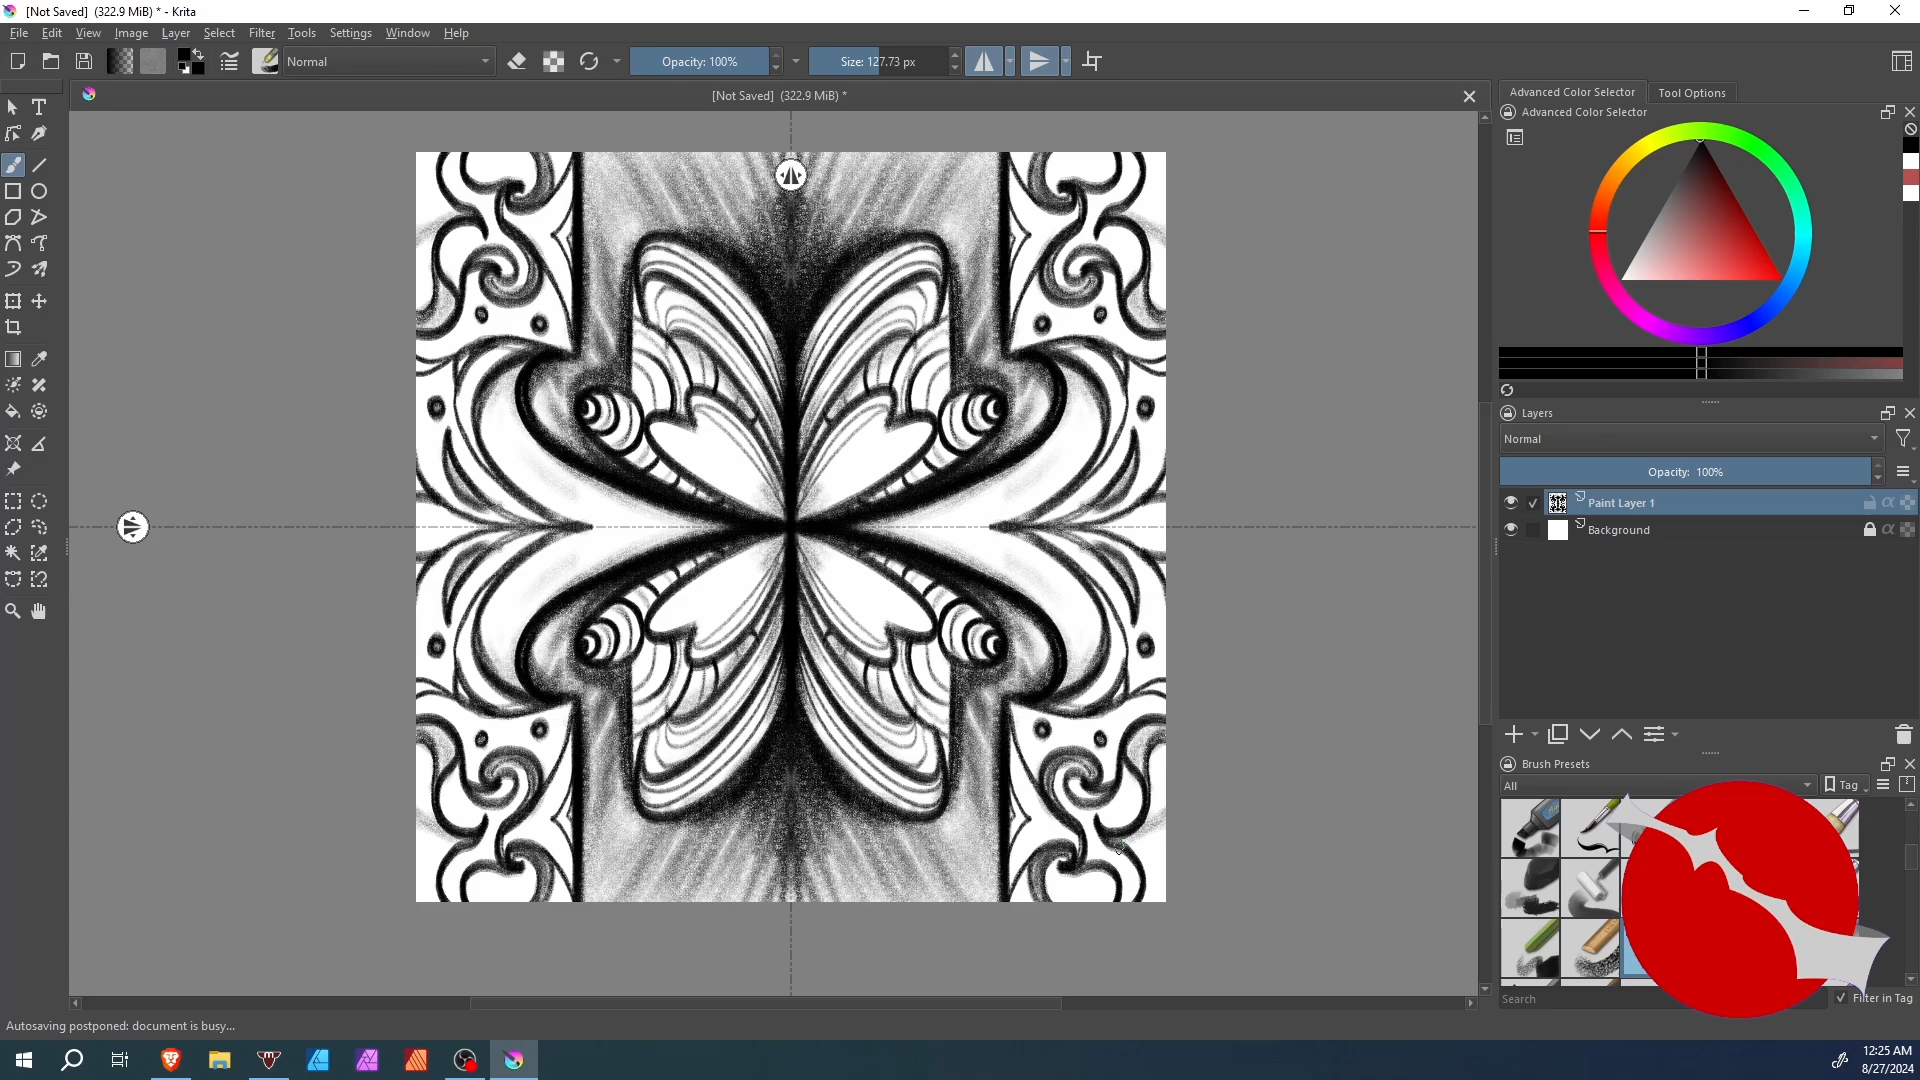 [Not Saved]  (322.9 MiB) * - Krita
File Edit View Image Layer Select Filter Tools Settings Window Help
Normal
Opacity: 100%
Size: 127.73 px
[Not Saved]  (322.9 MiB) *
Advanced Color Selector
Tool Options
Advanced Color Selector
Layers
Normal
Opacity:  100%
Paint Layer 1
Background
Brush Presets
All
Tag
Search
Filter in Tag
Autosaving postponed: document is busy...
12:25 AM
8/27/2024